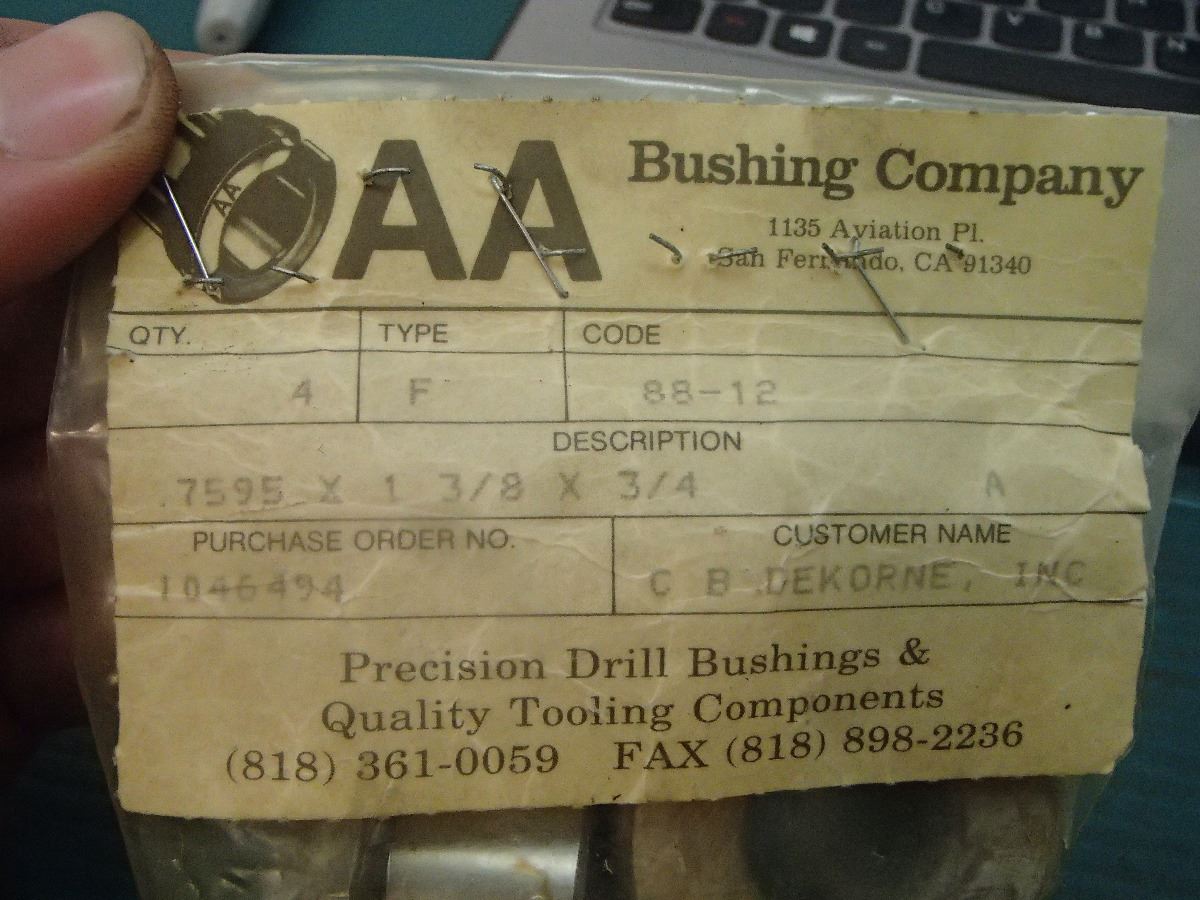 AA
AA Bushing Company
1135 Aviation Pl.
San Fernando, CA 91340
QTY. TYPE CODE
4 F 88-12
DESCRIPTION
.7595 X 1 3/8 X 3/4 A
PURCHASE ORDER NO. CUSTOMER NAME
1046494 C B DEKORNE, INC
Precision Drill Bushings &
Quality Tooling Components
(818) 361-0059 FAX (818) 898-2236